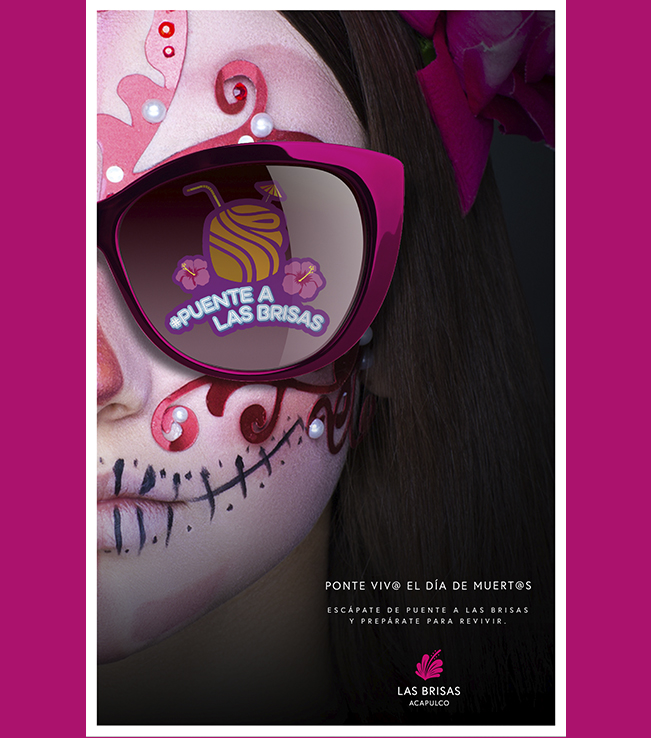 #PUENTE A
LAS BRISAS
PONTE VIV@ EL DÍA DE MUERT@S
ESCÁPATE DE PUENTE A LAS BRISAS
Y PREPÁRATE PARA REVIVIR.
LAS BRISAS
ACAPULCO